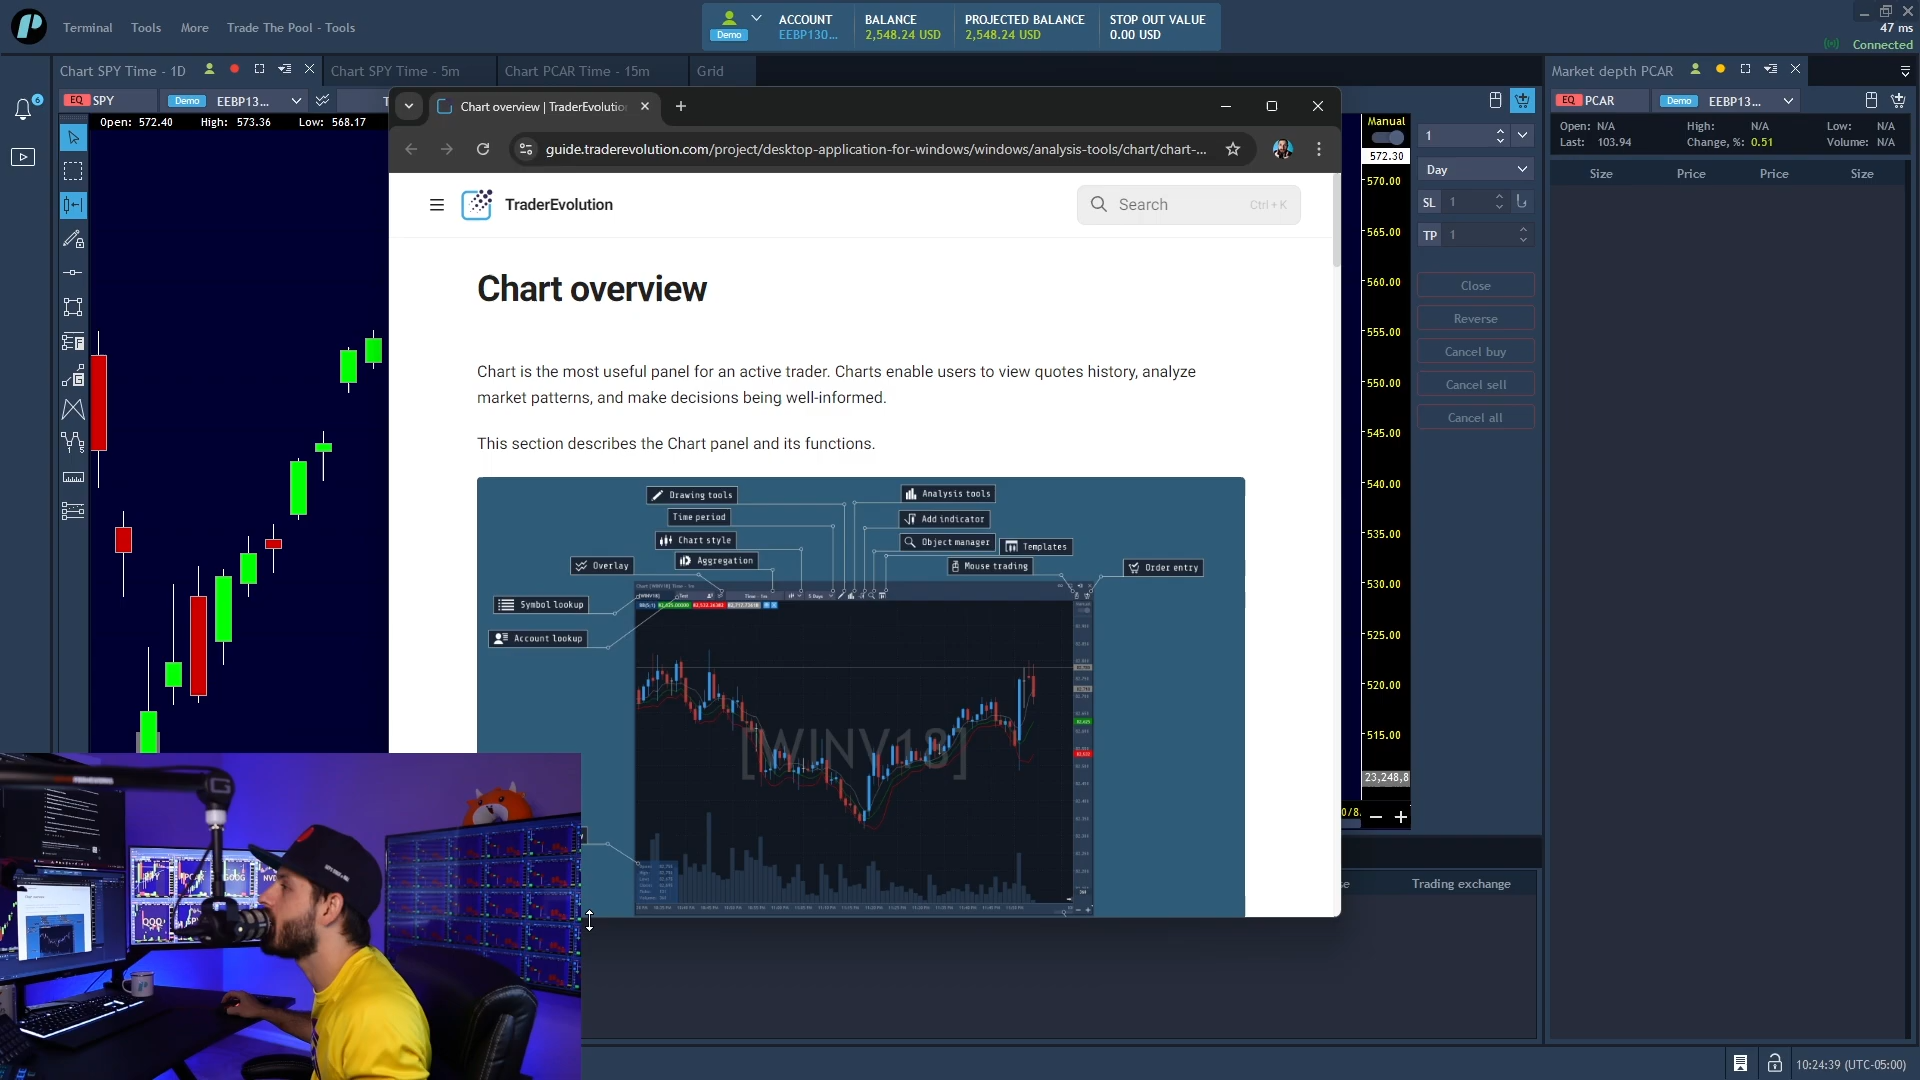 Terminal
Tools
More
Trade The Pool - Tools
Demo
ACCOUNT
EEBP130...
BALANCE
2,548.24 USD
PROJECTED BALANCE
2,548.24 USD
STOP OUT VALUE
0.00 USD
47 ms
Connected
6
Chart SPY Time - 1D
Chart SPY Time - 5m
Chart PCAR Time - 15m
Grid
EQ SPY
Demo
EEBP13...
Open: 572.40
High: 573.36
Low: 568.17
Chart overview | TraderEvolutio
guide.traderevolution.com/project/desktop-application-for-windows/windows/analysis-tools/chart/chart-...
TraderEvolution
Search
Ctrl + K
Chart overview
Chart is the most useful panel for an active trader. Charts enable users to view quotes history, analyze
market patterns, and make decisions being well-informed.
This section describes the Chart panel and its functions.
Drawing tools
Time period
Chart style
Aggregation
Overlay
Symbol lookup
Account lookup
Analysis tools
Add indicator
Object manager
Templates
Mouse trading
Order entry
[WINV18]
Manual
572.30
570.00
565.00
560.00
555.00
550.00
545.00
540.00
535.00
530.00
525.00
520.00
515.00
23,248,8
0/8.
1
Day
SL
1
TP
1
Close
Reverse
Cancel buy
Cancel sell
Cancel all
Trading exchange
Market depth PCAR
EQ PCAR
Demo
EEBP13...
Open: N/A
High: N/A
Low: N/A
Last: 103.94
Change, %: 0.51
Volume: N/A
Size
Price
Price
Size
10:24:39 (UTC-05:00)